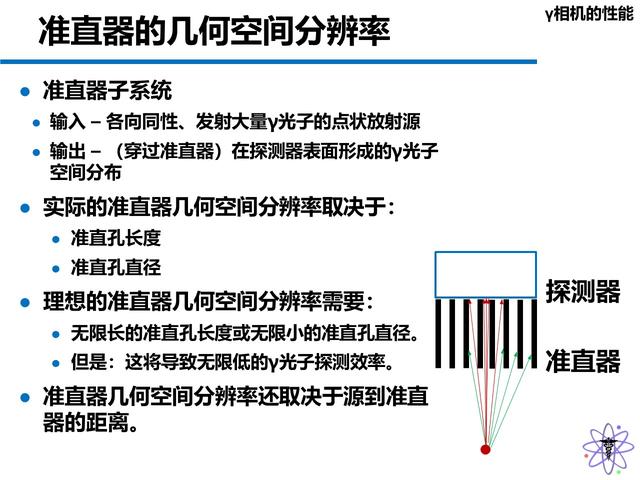 γ相机的性能
准直器的几何空间分辨率
准直器子系统
输入 – 各向同性、发射大量γ光子的点状放射源
输出 – （穿过准直器）在探测器表面形成的γ光子
空间分布
实际的准直器几何空间分辨率取决于：
准直孔长度
准直孔直径
理想的准直器几何空间分辨率需要：
无限长的准直孔长度或无限小的准直孔直径。
但是：这将导致无限低的γ光子探测效率。
准直器几何空间分辨率还取决于源到准直
器的距离。
探测器
准直器